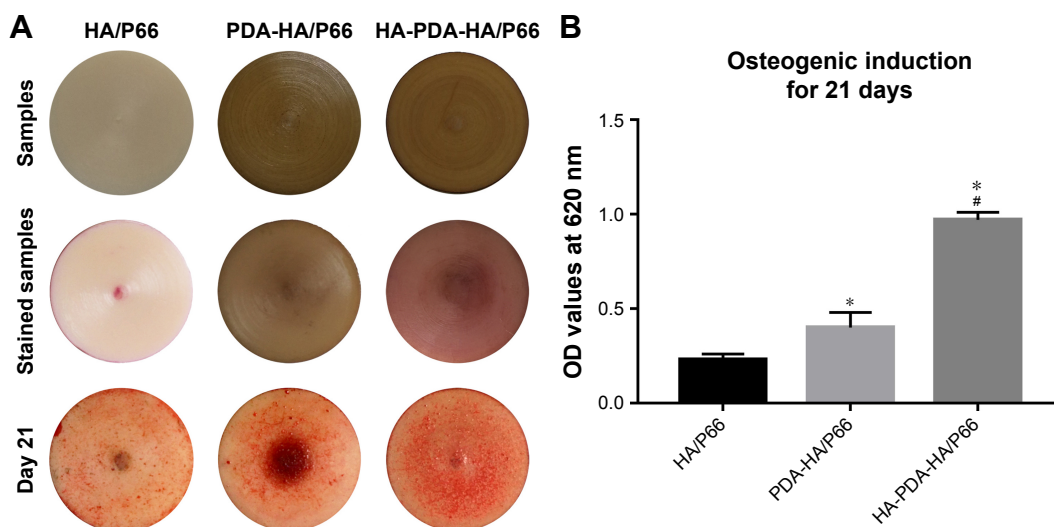 A
HA/P66
PDA-HA/P66
HA-PDA-HA/P66
Samples
Stained samples
Day 21
B
Osteogenic induction
for 21 days
OD values at 620 nm
1.5
1.0
0.5
0.0
*
*
#
HA/P66
PDA-HA/P66
HA-PDA-HA/P66